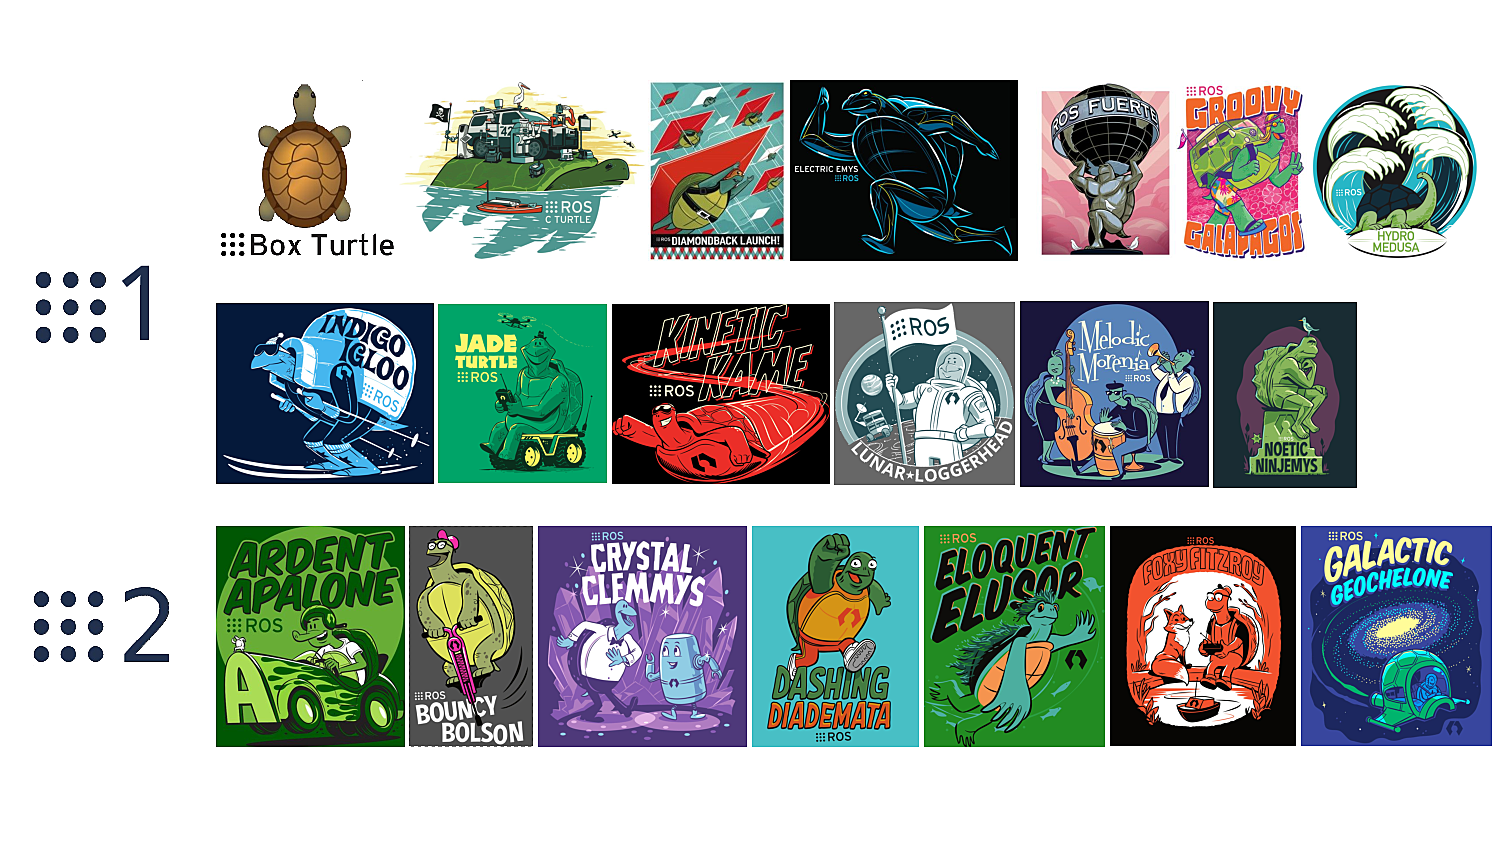 1
Box Turtle
ROS
C TURTLE
ROS DIAMONDBACK LAUNCH!
ELECTRIC EMYS
ROS
ROS FUERTE
ROS
GROOVY
GALAPAGOS
ROS
HYDRO
MEDUSA
INDIGO
IGLOO
ROS
JADE
TURTLE
ROS
KINETIC
KAME
ROS
ROS
LUNAR★LOGGERHEAD
Melodic
Morenia
ROS
ROS
NOETIC
NINJEMYS
2
ARDENT
APALONE
ROS
A
ROS
BOUNCY
BOLSON
ROS
CRYSTAL
CLEMMYS
DASHING
DIADEMATA
ROS
ROS
ELOQUENT
ELUSOR
ROS
FOXY FITZROY
ROS
GALACTIC
GEOCHELONE